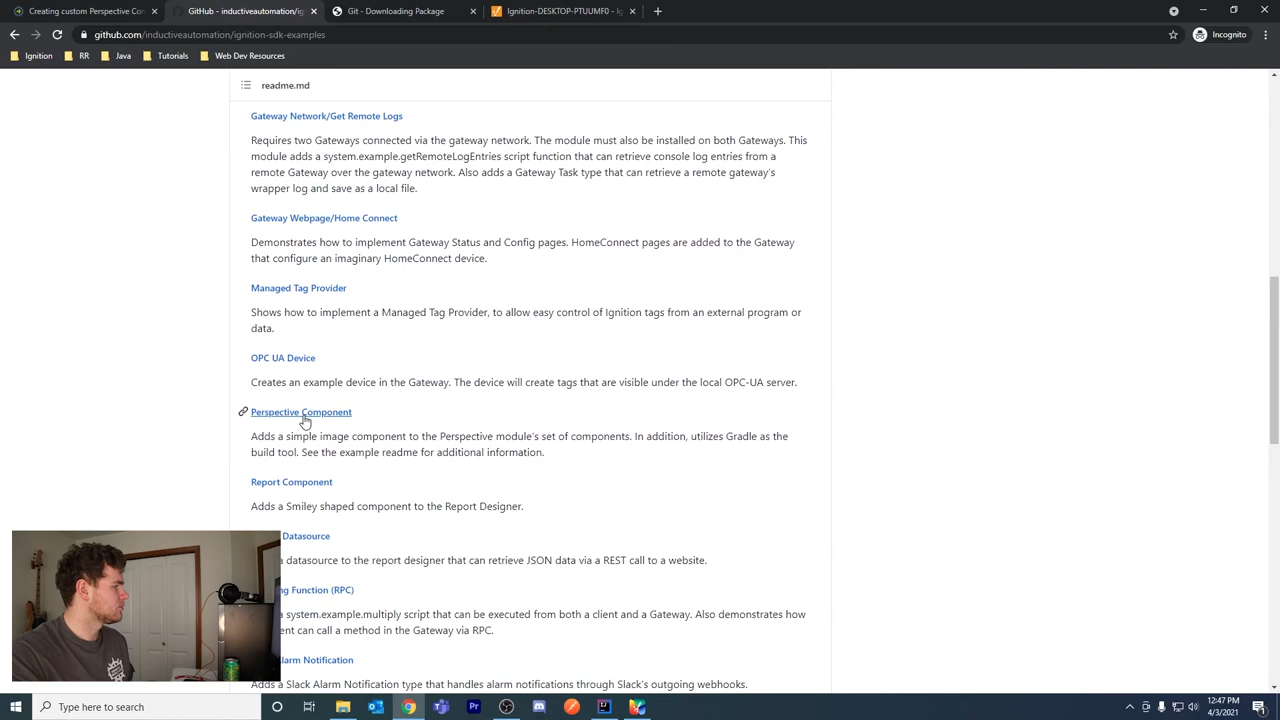 Creating custom Perspective Con
GitHub - inductiveautomation/ig
Git - Downloading Package
Ignition-DESKTOP-PTUUMF0 - Ig
github.com/inductiveautomation/ignition-sdk-examples
Incognito
Ignition
RR
Java
Tutorials
Web Dev Resources
readme.md
Gateway Network/Get Remote Logs
Requires two Gateways connected via the gateway network. The module must also be installed on both Gateways. This
module adds a system.example.getRemoteLogEntries script function that can retrieve console log entries from a
remote Gateway over the gateway network. Also adds a Gateway Task type that can retrieve a remote gateway's
wrapper log and save as a local file.
Gateway Webpage/Home Connect
Demonstrates how to implement Gateway Status and Config pages. HomeConnect pages are added to the Gateway
that configure an imaginary HomeConnect device.
Managed Tag Provider
Shows how to implement a Managed Tag Provider, to allow easy control of Ignition tags from an external program or
data.
OPC UA Device
Creates an example device in the Gateway. The device will create tags that are visible under the local OPC-UA server.
Perspective Component
Adds a simple image component to the Perspective module's set of components. In addition, utilizes Gradle as the
build tool. See the example readme for additional information.
Report Component
Adds a Smiley shaped component to the Report Designer.
Datasource
a datasource to the report designer that can retrieve JSON data via a REST call to a website.
ng Function (RPC)
a system.example.multiply script that can be executed from both a client and a Gateway. Also demonstrates how
ent can call a method in the Gateway via RPC.
larm Notification
Adds a Slack Alarm Notification type that handles alarm notifications through Slack's outgoing webhooks.
Type here to search
12:47 PM
4/3/2021